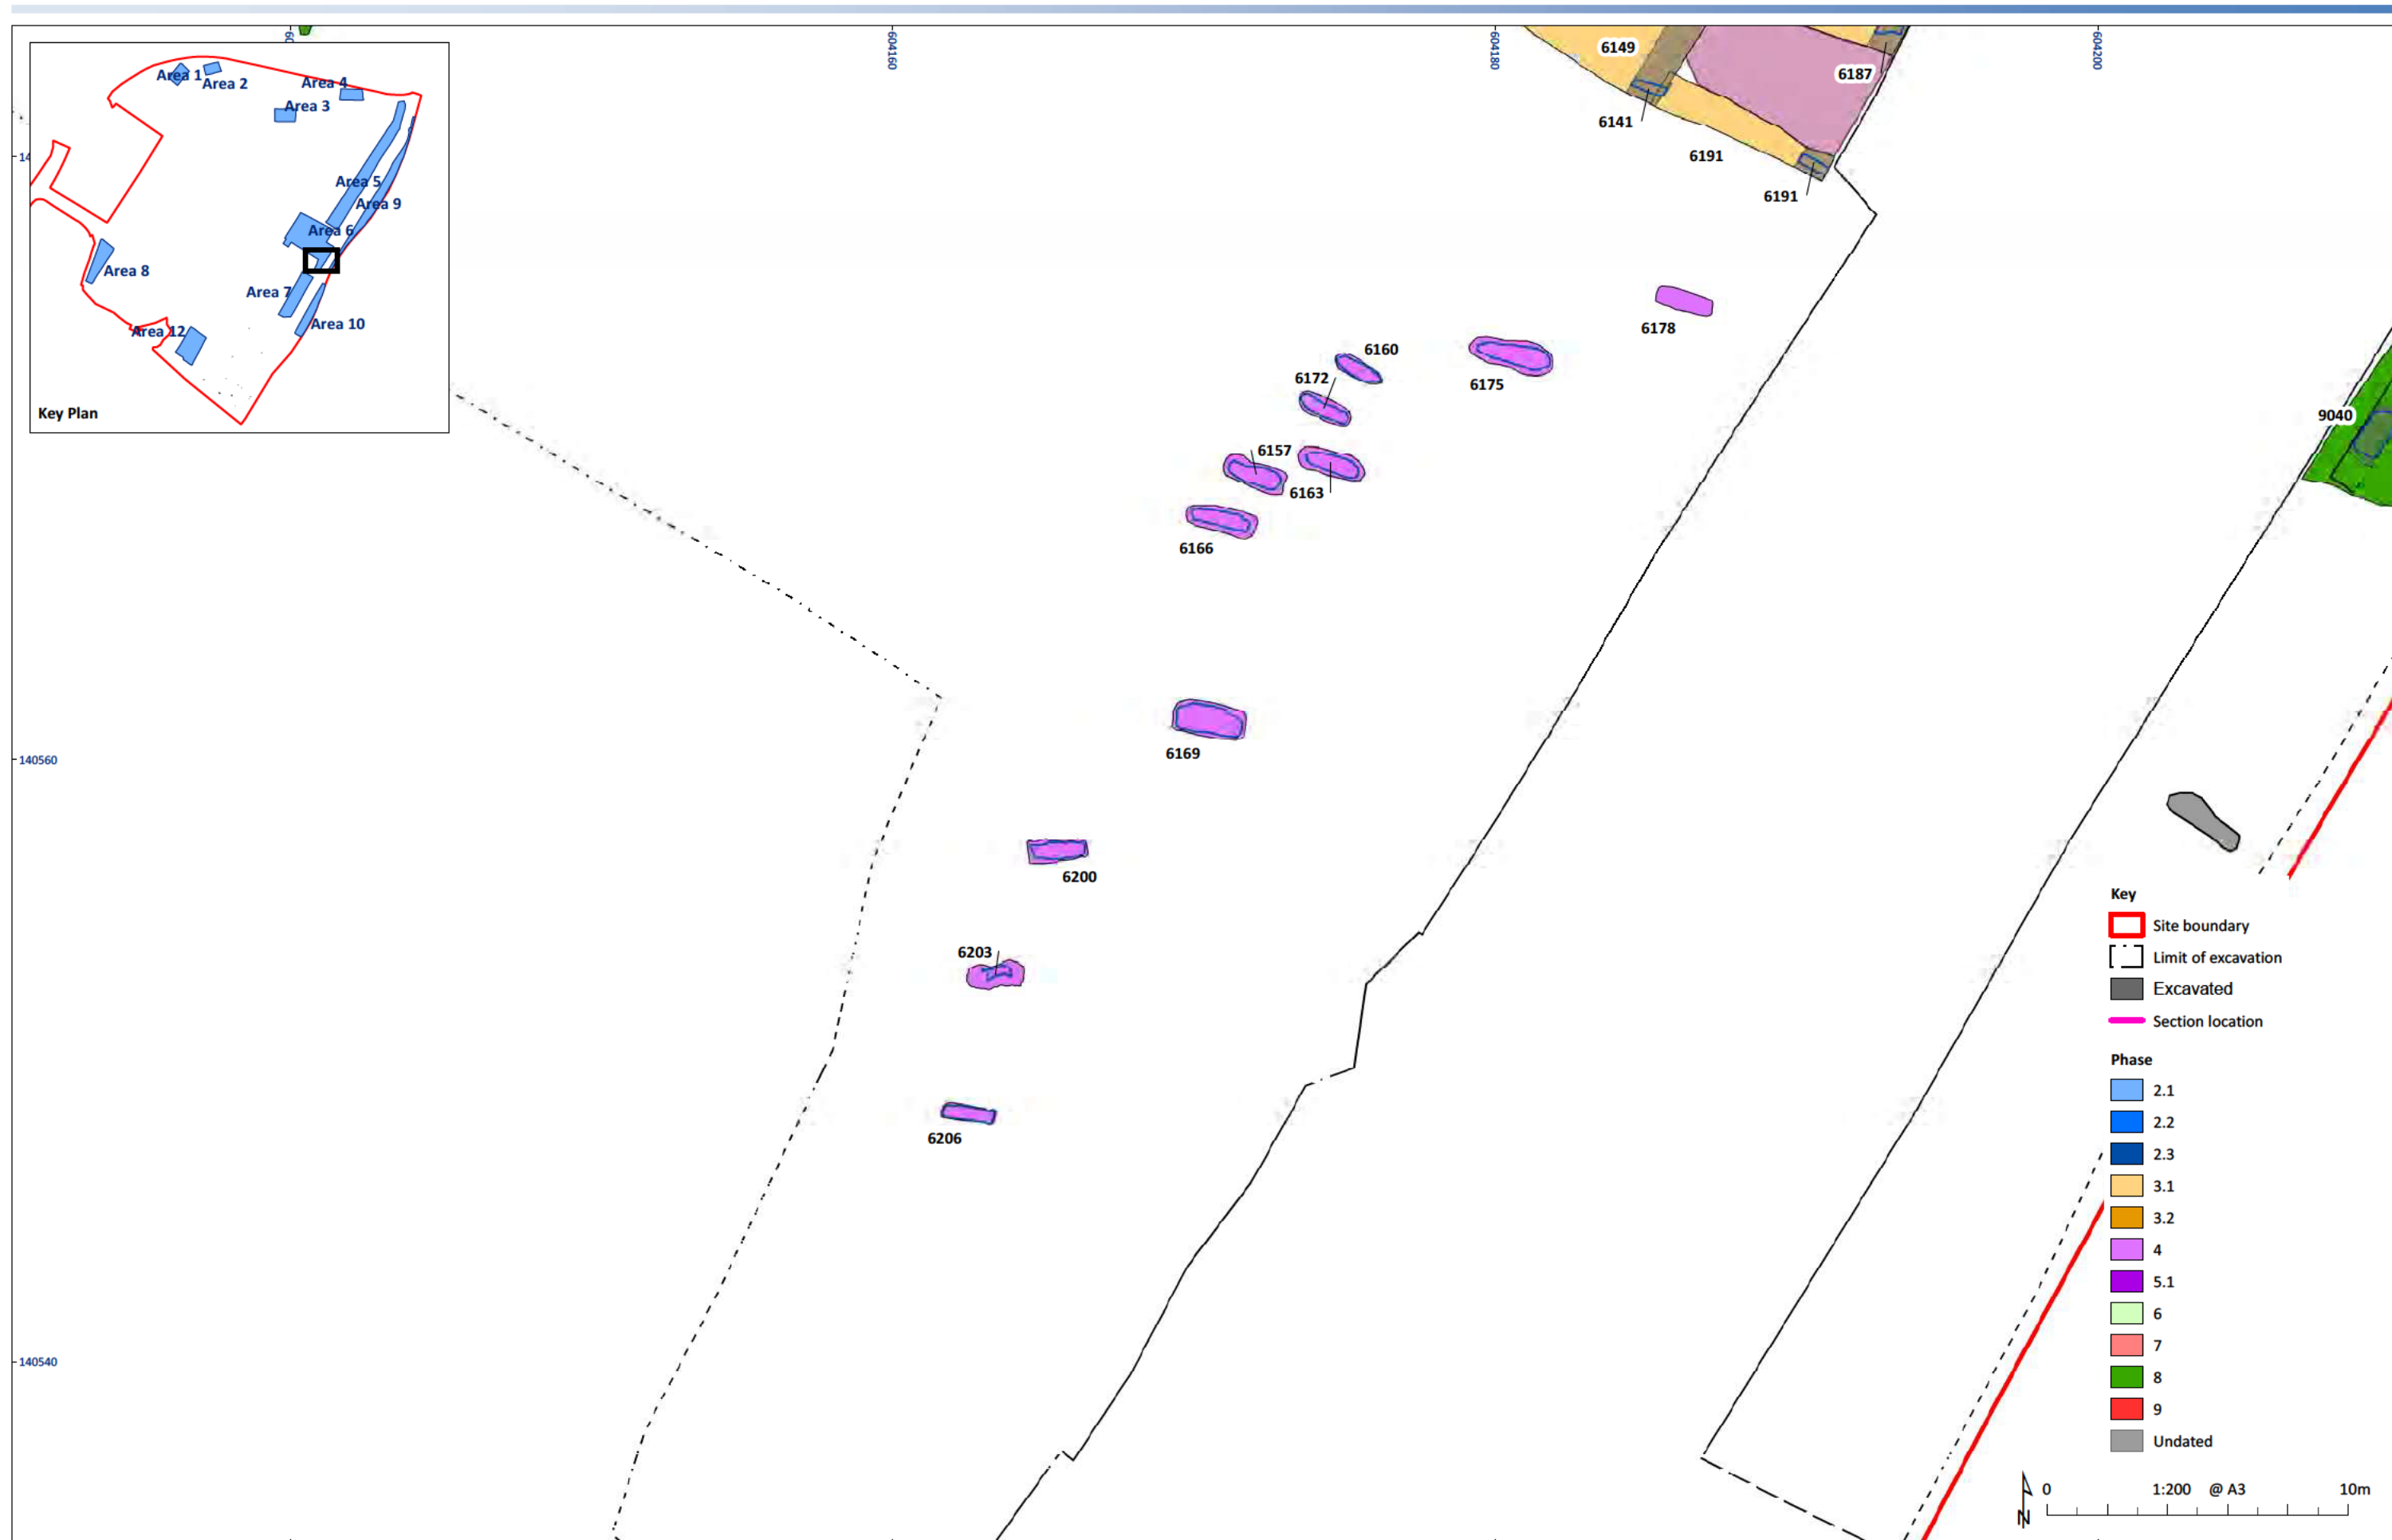 604160
604180
604200
Area 1
Area 2
Area 3
Area 4
Area 5
Area 9
Area 6
Area 8
Area 7
Area 10
Area 12
Key Plan
6149
6187
6141
6191
6191
6178
6160
6172
6175
6157
6163
6166
9040
6169
140560
6200
6203
6206
140540
Key
Site boundary
Limit of excavation
Excavated
Section location
Phase
2.1
2.2
2.3
3.1
3.2
4
5.1
6
7
8
9
Undated
N
0 1:200 @ A3 10m